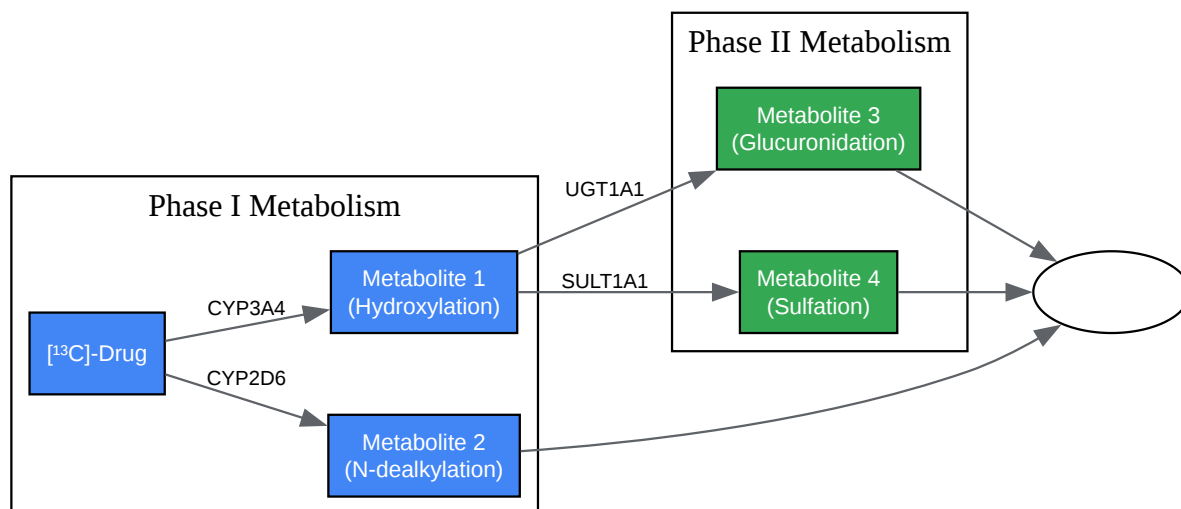 Phase II Metabolism
Metabolite 3
(Glucuronidation)
UGT1A1
Phase I Metabolism
Metabolite 1
(Hydroxylation)
SULT1A1
Metabolite 4
(Sulfation)
CYP3A4
[¹³C]-Drug
CYP2D6
Metabolite 2
(N-dealkylation)